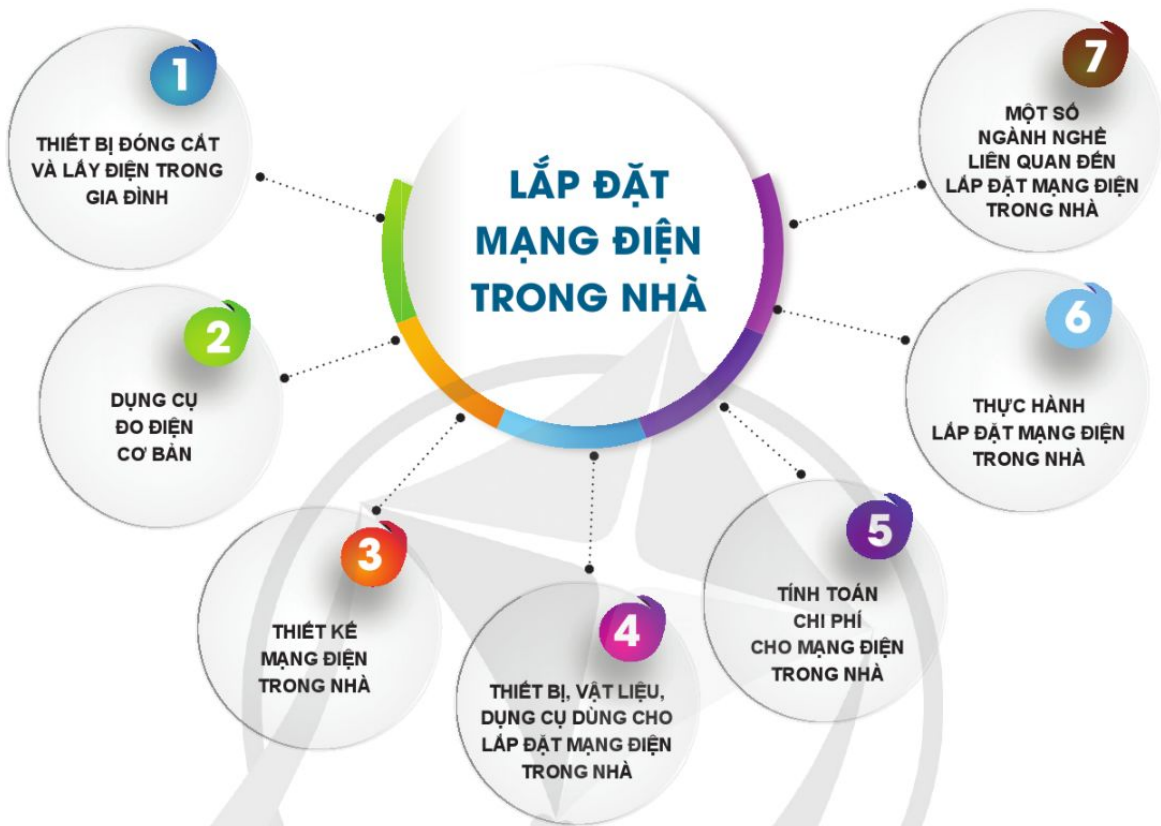 LẮP ĐẶT
MẠNG ĐIỆN
TRONG NHÀ
1
THIẾT BỊ ĐÓNG CẮT
VÀ LẤY ĐIỆN TRONG
GIA ĐÌNH
2
DỤNG CỤ
ĐO ĐIỆN
CƠ BẢN
3
THIẾT KẾ
MẠNG ĐIỆN
TRONG NHÀ
4
THIẾT BỊ, VẬT LIỆU,
DỤNG CỤ DÙNG CHO
LẮP ĐẶT MẠNG ĐIỆN
TRONG NHÀ
5
TÍNH TOÁN
CHI PHÍ
CHO MẠNG ĐIỆN
TRONG NHÀ
6
THỰC HÀNH
LẮP ĐẶT MẠNG ĐIỆN
TRONG NHÀ
7
MỘT SỐ
NGÀNH NGHỀ
LIÊN QUAN ĐẾN
LẮP ĐẶT MẠNG ĐIỆN
TRONG NHÀ